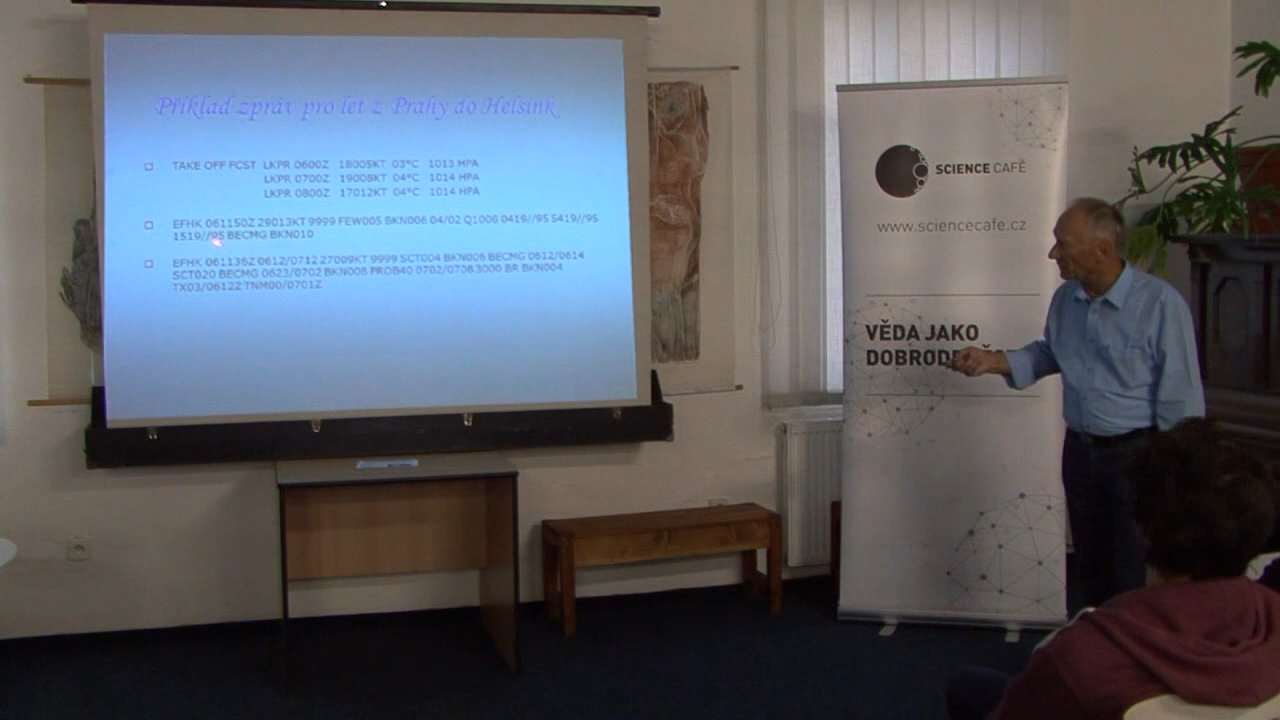 Příklad zpráv pro let z Prahy do Helsink
TAKE OFF FCST LKPR 0600Z 18005KT 03°C 1013 HPA
LKPR 0700Z 19008KT 04°C 1014 HPA
LKPR 0800Z 17012KT 04°C 1014 HPA
EFHK 061150Z 29013KT 9999 FEW005 BKN006 04/02 Q1008 0419//95 5419//95
1519//95 BECMG BKN010
EFHK 061136Z 0612/0712 27009KT 9999 SCT004 BKN006 BECMG 0612/0614
SCT020 BECMG 0623/0702 BKN008 PROB40 0702/0708 3000 BR BKN004
TX03/0612Z TNM00/0701Z
SCIENCE CAFÉ
www.sciencecafe.cz
VĚDA JAKO